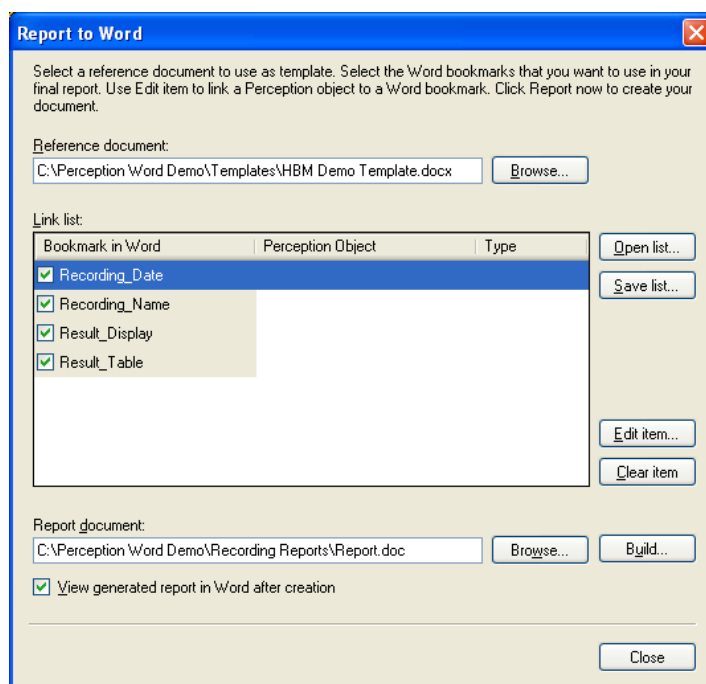 Report to Word
Select a reference document to use as template. Select the Word bookmarks that you want to use in your
final report. Use Edit item to link a Perception object to a Word bookmark. Click Report now to create your
document.
Reference document:
C:\Perception Word Demo\Templates\HBM Demo Template.docx Browse...
Link list:
Bookmark in Word Perception Object Type Open list...
Recording_Date
Recording_Name Save list...
Result_Display
Result_Table
Edit item...
Clear item
Report document:
C:\Perception Word Demo\Recording Reports\Report.doc Browse... Build...
View generated report in Word after creation
Close